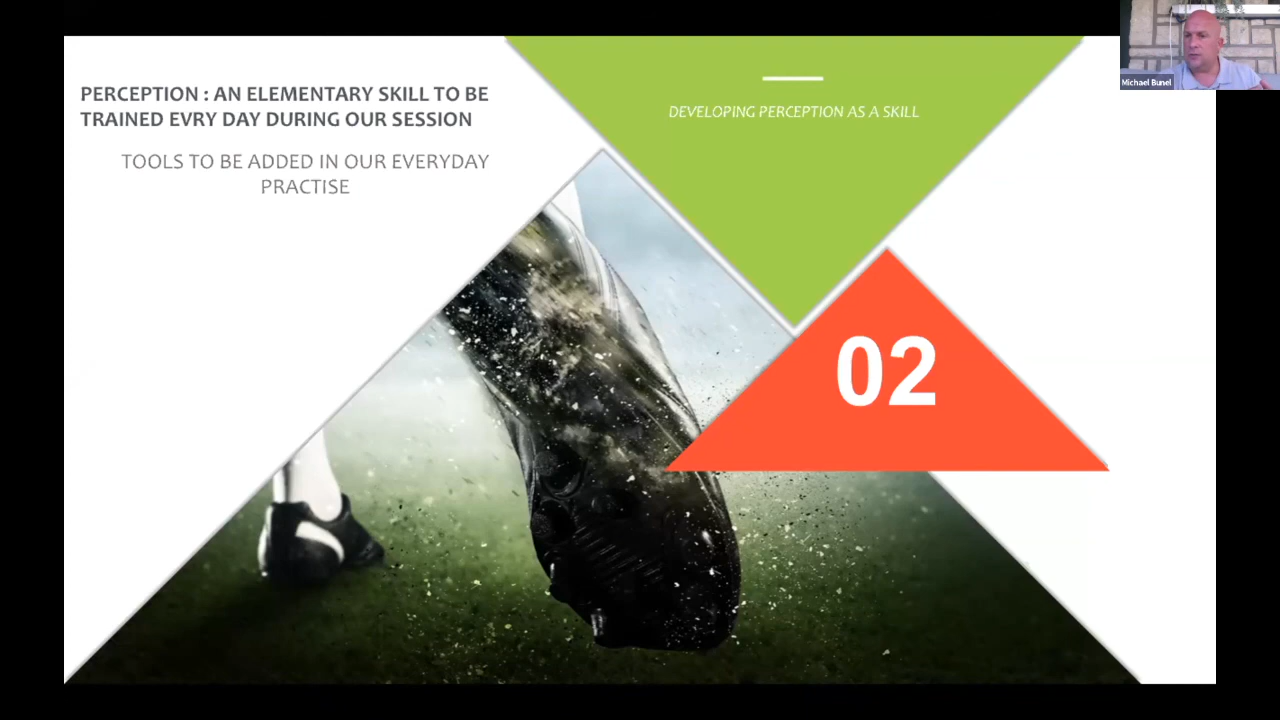 PERCEPTION : AN ELEMENTARY SKILL TO BE
TRAINED EVRY DAY DURING OUR SESSION
TOOLS TO BE ADDED IN OUR EVERYDAY
PRACTISE
DEVELOPING PERCEPTION AS A SKILL
02
Michael Bunel